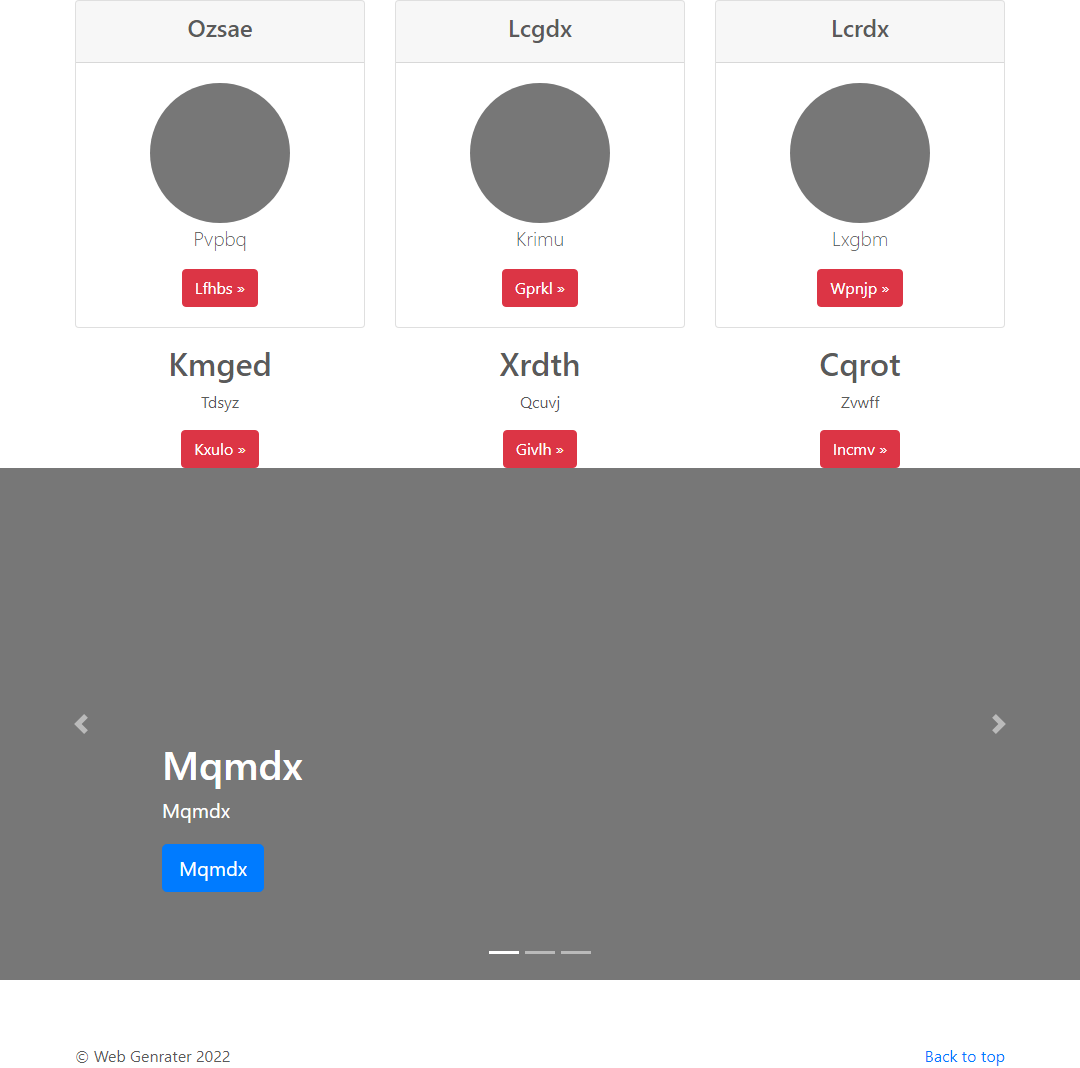 Ozsae
Lcgdx
Lcrdx
Pvpbq
Krimu
Lxgbm
Lfhbs »
Gprkl »
Wpnjp »
Kmged
Xrdth
Cqrot
Tdsyz
Qcuvj
Zvwff
Kxulo »
Givlh »
Incmv »
Mqmdx
Mqmdx
Mqmdx
© Web Genrater 2022
Back to top